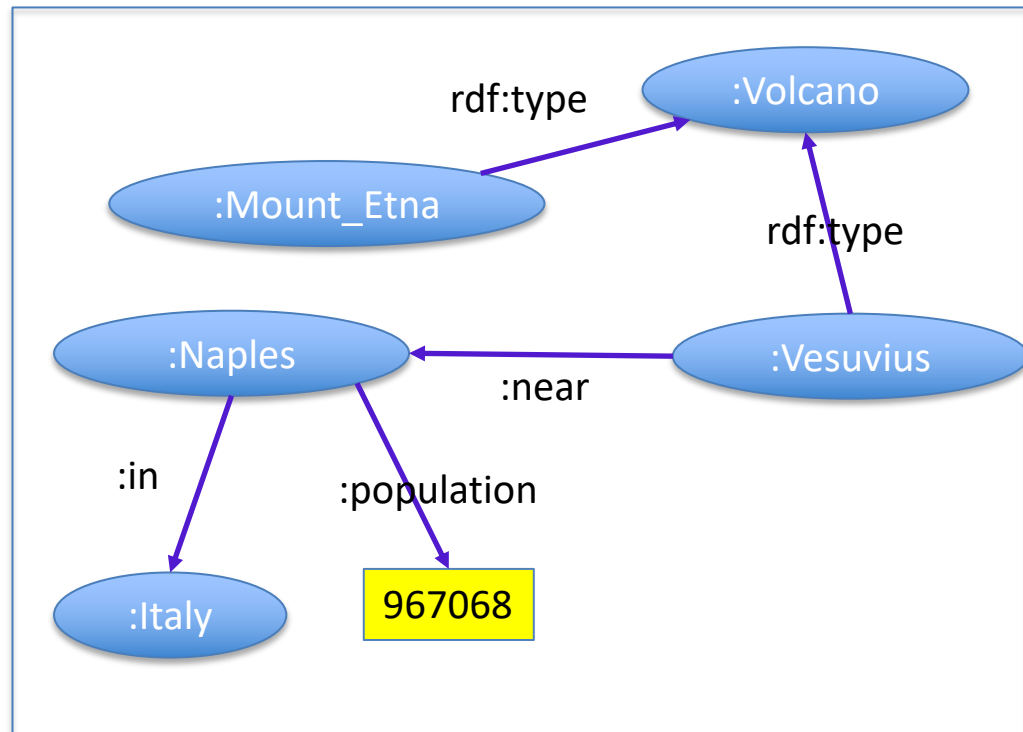 :Volcano
rdf:type
:Mount_Etna
rdf:type
:Naples
:Vesuvius
:near
:in
:population
:Italy
967068